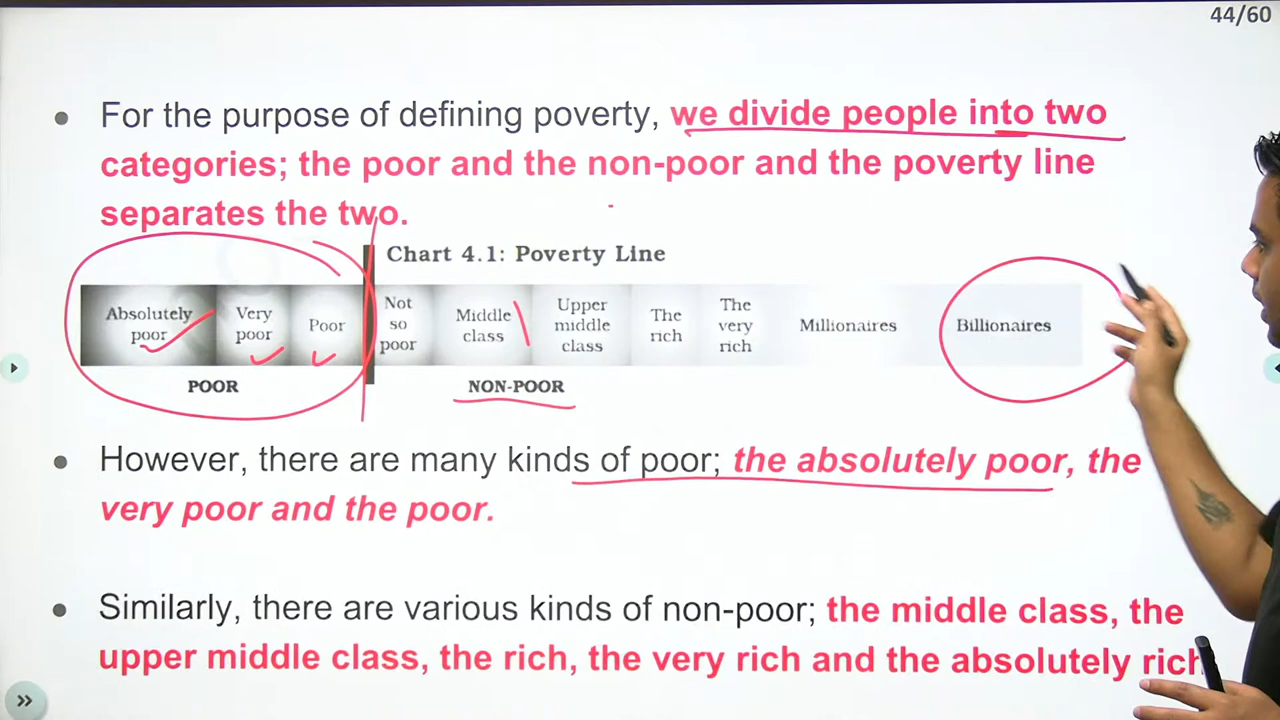 44/60
For the purpose of defining poverty, we divide people into two
categories; the poor and the non-poor and the poverty line
separates the two.
Chart 4.1: Poverty Line
Absolutely
poor
Very
poor
Poor
Not
so
poor
Middle
class
Upper
middle
class
The
rich
The
very
rich
Millionaires
Billionaires
POOR
NON-POOR
However, there are many kinds of poor; the absolutely poor, the
very poor and the poor.
Similarly, there are various kinds of non-poor; the middle class, the
upper middle class, the rich, the very rich and the absolutely rich